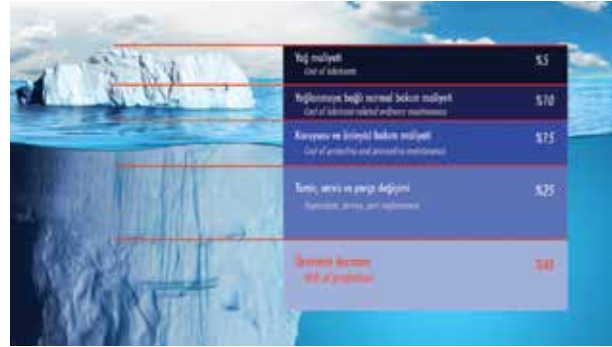 Yağ maliyeti
Cost of lubricants
%5
Yağlanmaya bağlı normal bakım maliyeti
Cost of lubricant-related ordinary maintenance
%10
Koruyucu ve önleyici bakım maliyeti
Cost of protective and preventive maintenance
%15
Tamir, servis ve parça değişimi
Reparation, service, part replacement
%25
Üretimin durması
of production